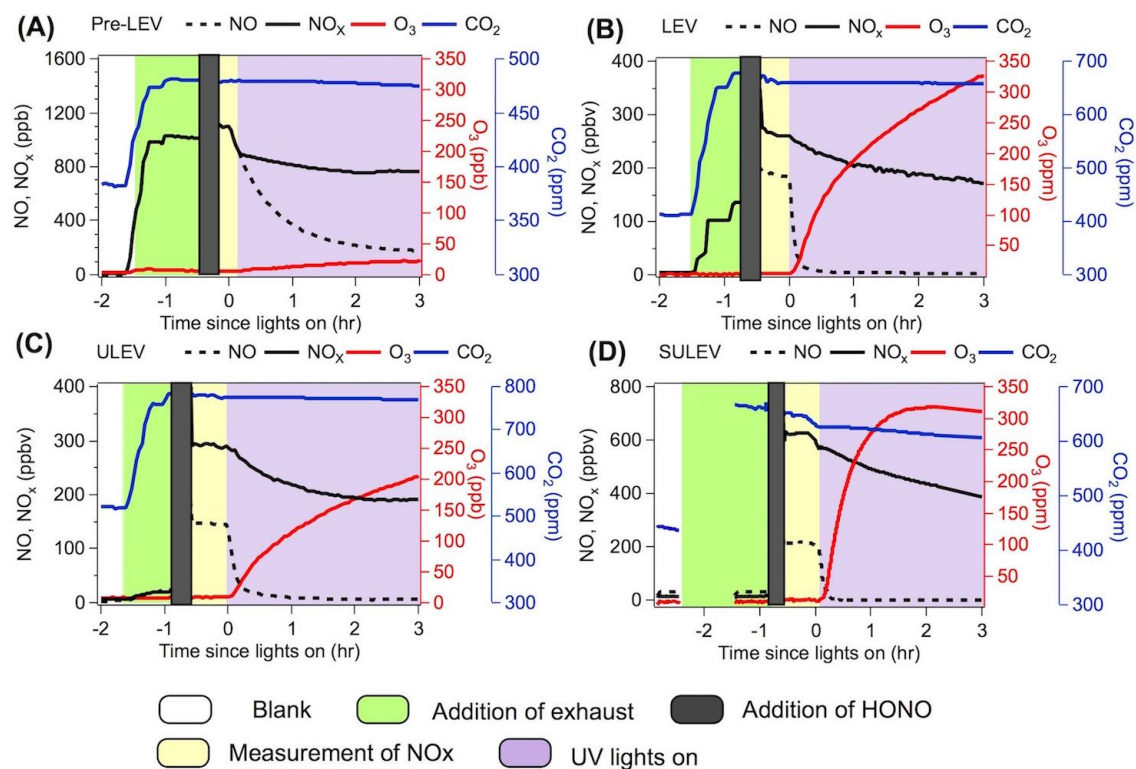 (A) Pre-LEV NO NOX O3 CO2
NO, NOx (ppb)
1600
1200
800
400
0
O3 (ppb)
350
300
250
200
150
100
50
0
CO2 (ppm)
500
450
400
350
300
-2 -1 0 1 2 3
Time since lights on (hr)
(B) LEV NO NOX O3 CO2
NO, NOx (ppbv)
400
300
200
100
0
O3 (ppm)
350
300
250
200
150
100
50
0
CO2 (ppm)
700
600
500
400
300
-2 -1 0 1 2 3
Time since lights on (hr)
(C) ULEV NO NOX O3 CO2
NO, NOx (ppbv)
400
300
200
100
0
O3 (ppb)
350
300
250
200
150
100
50
0
CO2 (ppm)
800
700
600
500
400
300
-2 -1 0 1 2 3
Time since lights on (hr)
(D) SULEV NO NOx O3 CO2
NO, NOx (ppbv)
800
600
400
200
0
O3 (ppm)
350
300
250
200
150
100
50
0
CO2 (ppm)
700
600
500
400
300
-2 -1 0 1 2 3
Time since lights on (hr)
Blank Addition of exhaust Addition of HONO
Measurement of NOx UV lights on